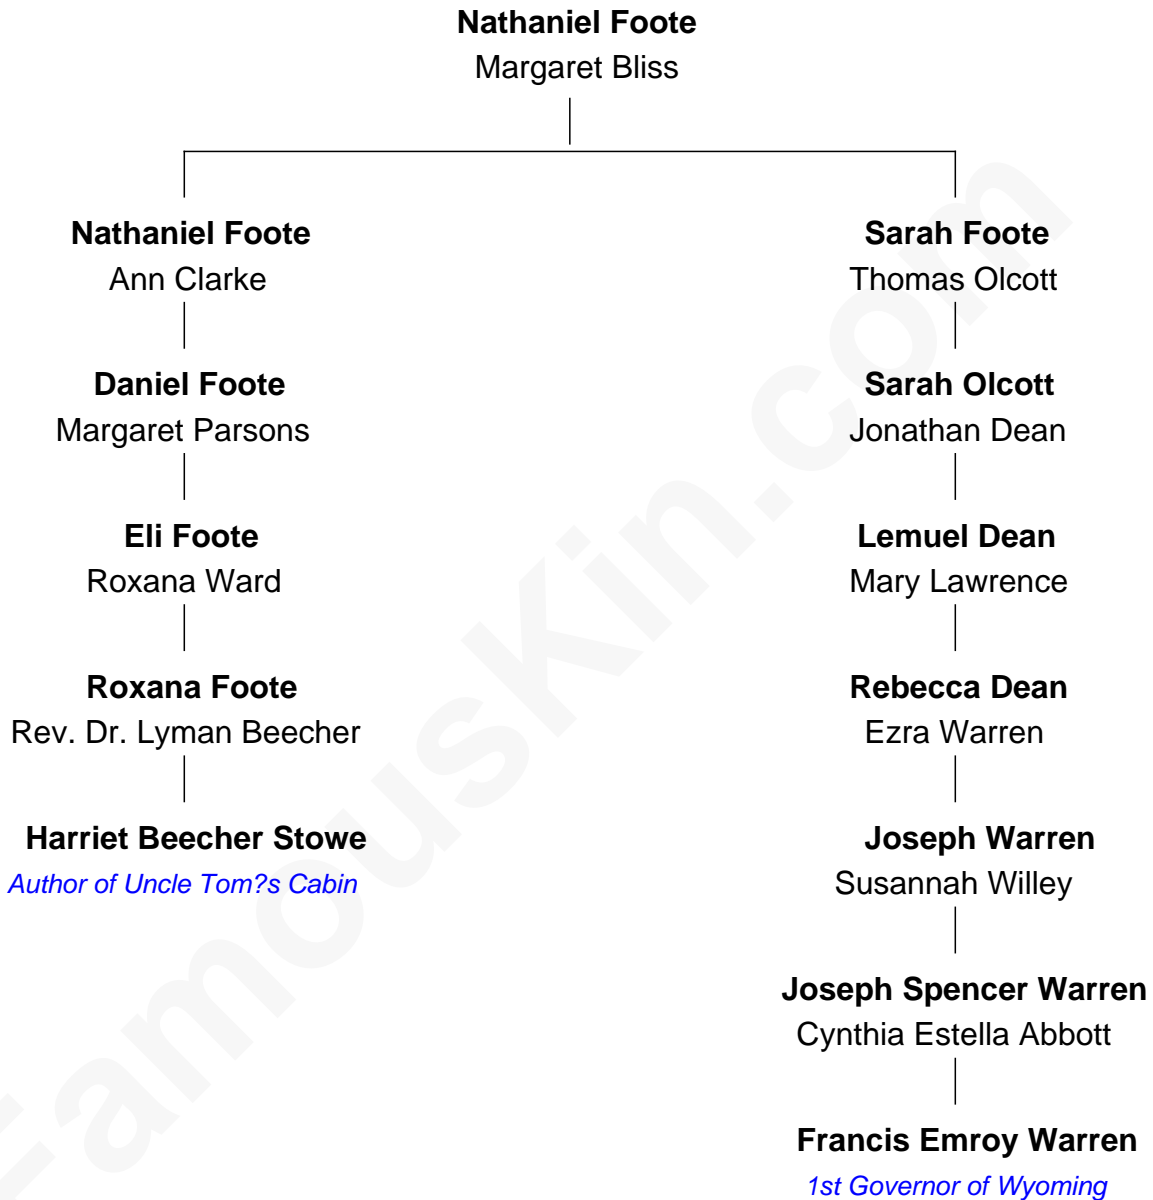 Nathaniel Foote
Margaret Bliss
Nathaniel Foote
Ann Clarke
Daniel Foote
Margaret Parsons
Eli Foote
Roxana Ward
Roxana Foote
Rev. Dr. Lyman Beecher
Harriet Beecher Stowe
Author of Uncle Tom?s Cabin
Sarah Foote
Thomas Olcott
Sarah Olcott
Jonathan Dean
Lemuel Dean
Mary Lawrence
Rebecca Dean
Ezra Warren
Joseph Warren
Susannah Willey
Joseph Spencer Warren
Cynthia Estella Abbott
Francis Emroy Warren
1st Governor of Wyoming
FamousKin.com